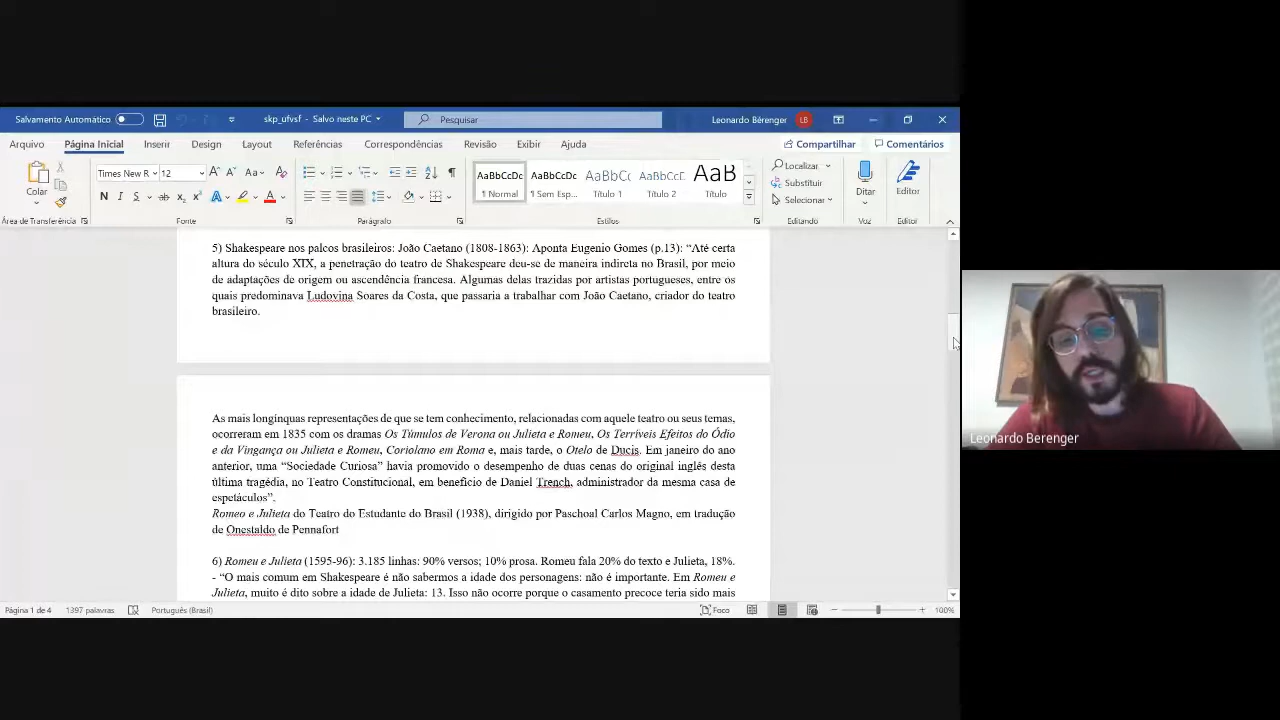 Salvamento Automático
skp_ufvsf - Salvo neste PC
Pesquisar
Leonardo Bérenger
LB
Arquivo
Página Inicial
Inserir
Design
Layout
Referências
Correspondências
Revisão
Exibir
Ajuda
Compartilhar
Comentários
Colar
Times New R
12
N I S ab x₂ x²
Aa
AaBbCcDc
1 Normal
AaBbCcDc
1 Sem Esp...
AaBbCc
Título 1
AaBbCcD
Título 2
AaB
Título
Localizar
Substituir
Selecionar
Ditar
Editor
Área de Transferência
Fonte
Parágrafo
Estilos
Editando
Voz
Editor
5) Shakespeare nos palcos brasileiros: João Caetano (1808-1863): Aponta Eugenio Gomes (p.13): “Até certa
altura do século XIX, a penetração do teatro de Shakespeare deu-se de maneira indireta no Brasil, por meio
de adaptações de origem ou ascendência francesa. Algumas delas trazidas por artistas portugueses, entre os
quais predominava Ludovina Soares da Costa, que passaria a trabalhar com João Caetano, criador do teatro
brasileiro.
As mais longínquas representações de que se tem conhecimento, relacionadas com aquele teatro ou seus temas,
ocorreram em 1835 com os dramas Os Túmulos de Verona ou Julieta e Romeu, Os Terríveis Efeitos do Ódio
e da Vingança ou Julieta e Romeu, Coriolano em Roma e, mais tarde, o Otelo de Ducis. Em janeiro do ano
anterior, uma “Sociedade Curiosa” havia promovido o desempenho de duas cenas do original inglês desta
última tragédia, no Teatro Constitucional, em benefício de Daniel Trench, administrador da mesma casa de
espetáculos”.
Romeo e Julieta do Teatro do Estudante do Brasil (1938), dirigido por Paschoal Carlos Magno, em tradução
de Onestaldo de Pennafort
6) Romeu e Julieta (1595-96): 3.185 linhas: 90% versos; 10% prosa. Romeu fala 20% do texto e Julieta, 18%.
- “O mais comum em Shakespeare é não sabermos a idade dos personagens: não é importante. Em Romeu e
Julieta, muito é dito sobre a idade de Julieta: 13. Isso não ocorre porque o casamento precoce teria sido mais
Página 1 de 4
1397 palavras
Português (Brasil)
Foco
100%
Leonardo Berenger